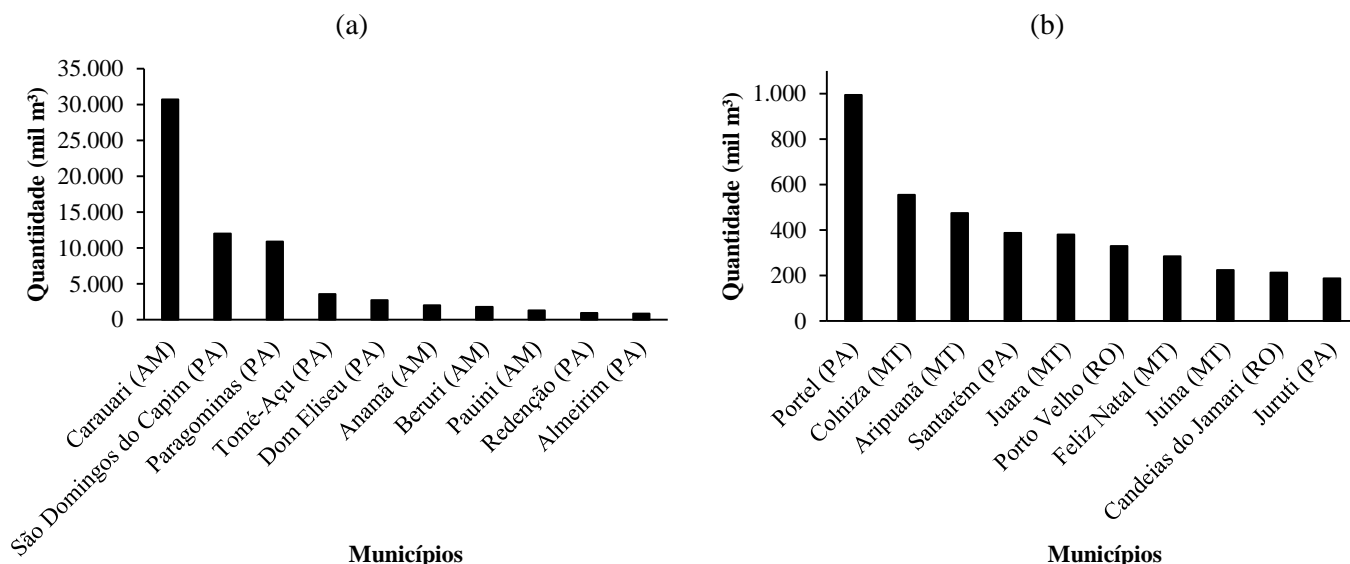 (a)
Quantiidade (mil m³)
35.000
30.000
25.000
20.000
15.000
10.000
5.000
0
Carauari (AM)
São Domingos do Capim (PA)
Paragominas (PA)
Tomé-Açu (PA)
Dom Eliseu (PA)
Anamã (AM)
Beruri (AM)
Pauini (AM)
Redenção (PA)
Almeirim (PA)
Municípios
(b)
Quantidade (mil m³)
1.000
800
600
400
200
0
Portel (PA)
Colniza (MT)
Aripuanã (MT)
Santarém (PA)
Juara (MT)
Porto Velho (RO)
Feliz Natal (MT)
Juína (MT)
Candeias do Jamari (RO)
Juruti (PA)
Municípios